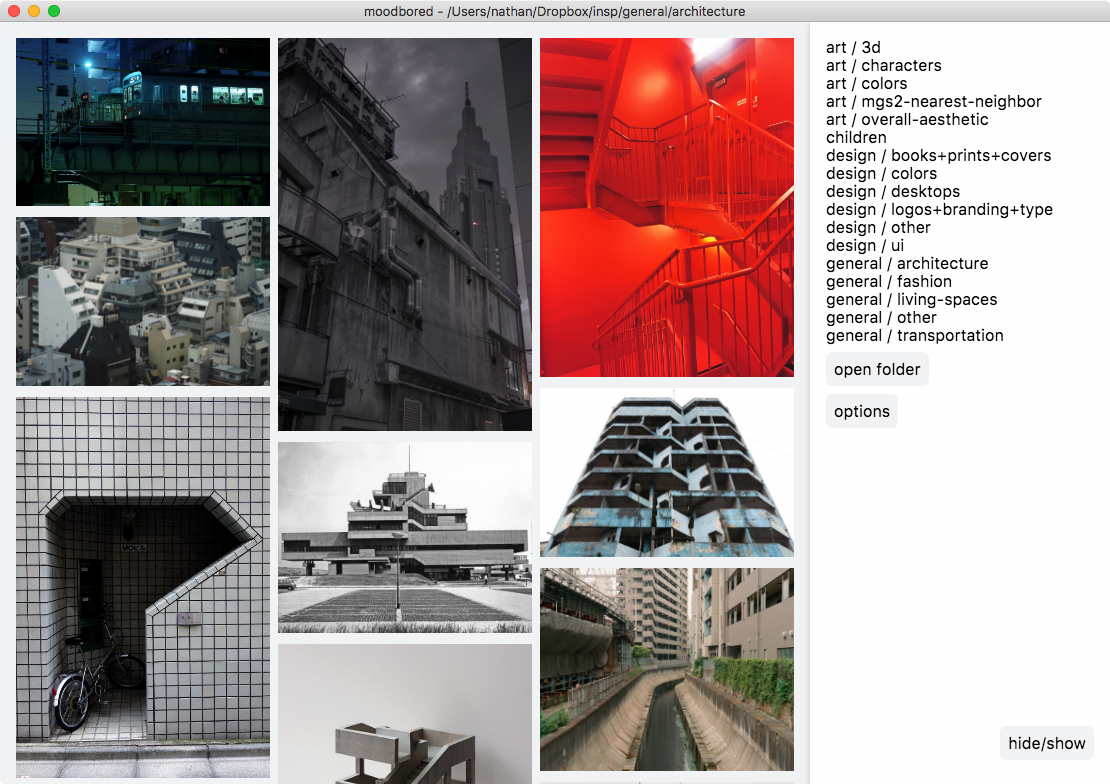 moodbored - /Users/nathan/Dropbox/insp/general/architecture
art / 3d
art / characters
art / colors
art / mgs2-nearest-neighbor
art / overall-aesthetic
children
design / books+prints+covers
design / colors
design / desktops
design / logos+branding+type
design / other
design / ui
general / architecture
general / fashion
general / living-spaces
general / other
general / transportation
open folder
options
hide/show